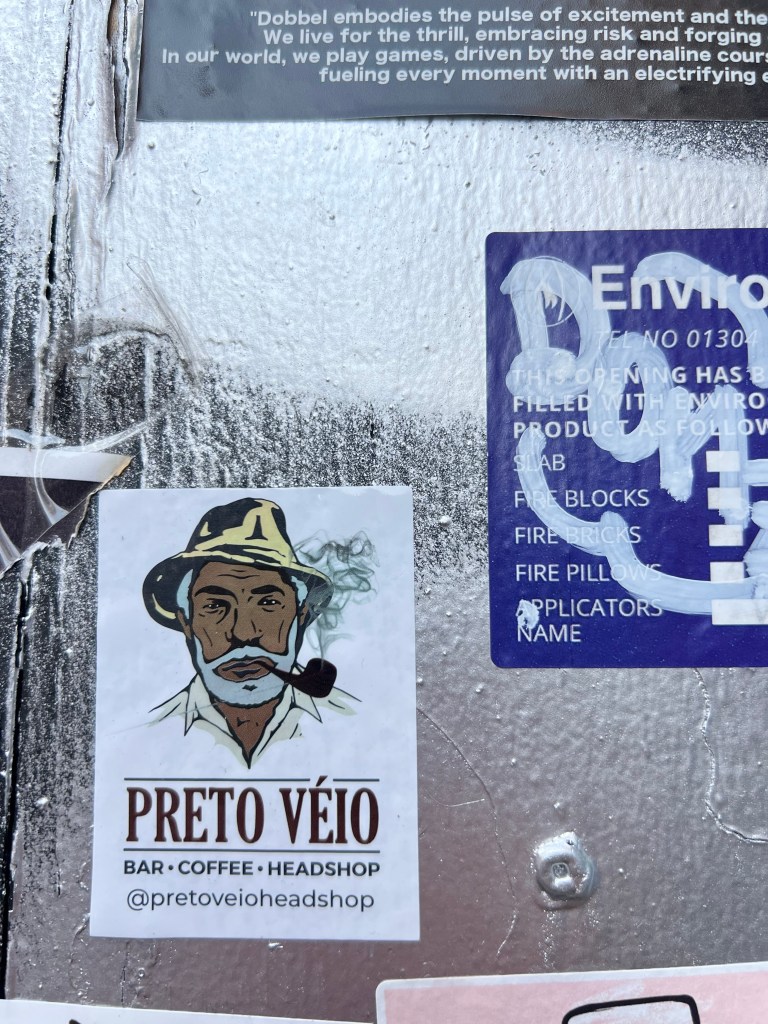 "Dobbel embodies the pulse of excitement and the
We live for the thrill, embracing risk and forging
In our world, we play games, driven by the adrenaline cours
fueling every moment with an electrifying e
Enviro
TEL NO 01304
THIS OPENING HAS B
FILLED WITH ENVIRO
PRODUCT AS FOLLOW
SLAB
FIRE BLOCKS
FIRE BRICKS
FIRE PILLOWS
APPLICATORS
NAME
PRETO VÉIO
BAR • COFFEE • HEADSHOP
@pretoveioheadshop